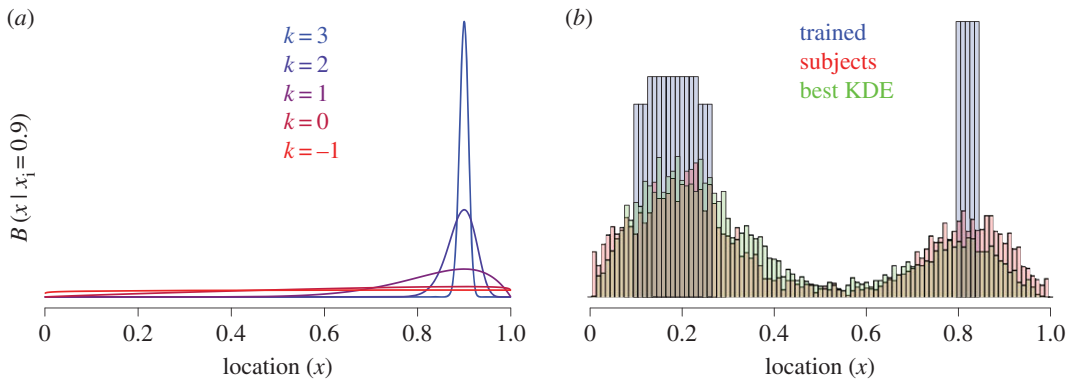 (a)
k = 3
k = 2
k = 1
k = 0
k = –1
B (x | xi = 0.9)
0 0.2 0.4 0.6 0.8 1.0
location (x)
(b)
trained
subjects
best KDE
0 0.2 0.4 0.6 0.8 1.0
location (x)